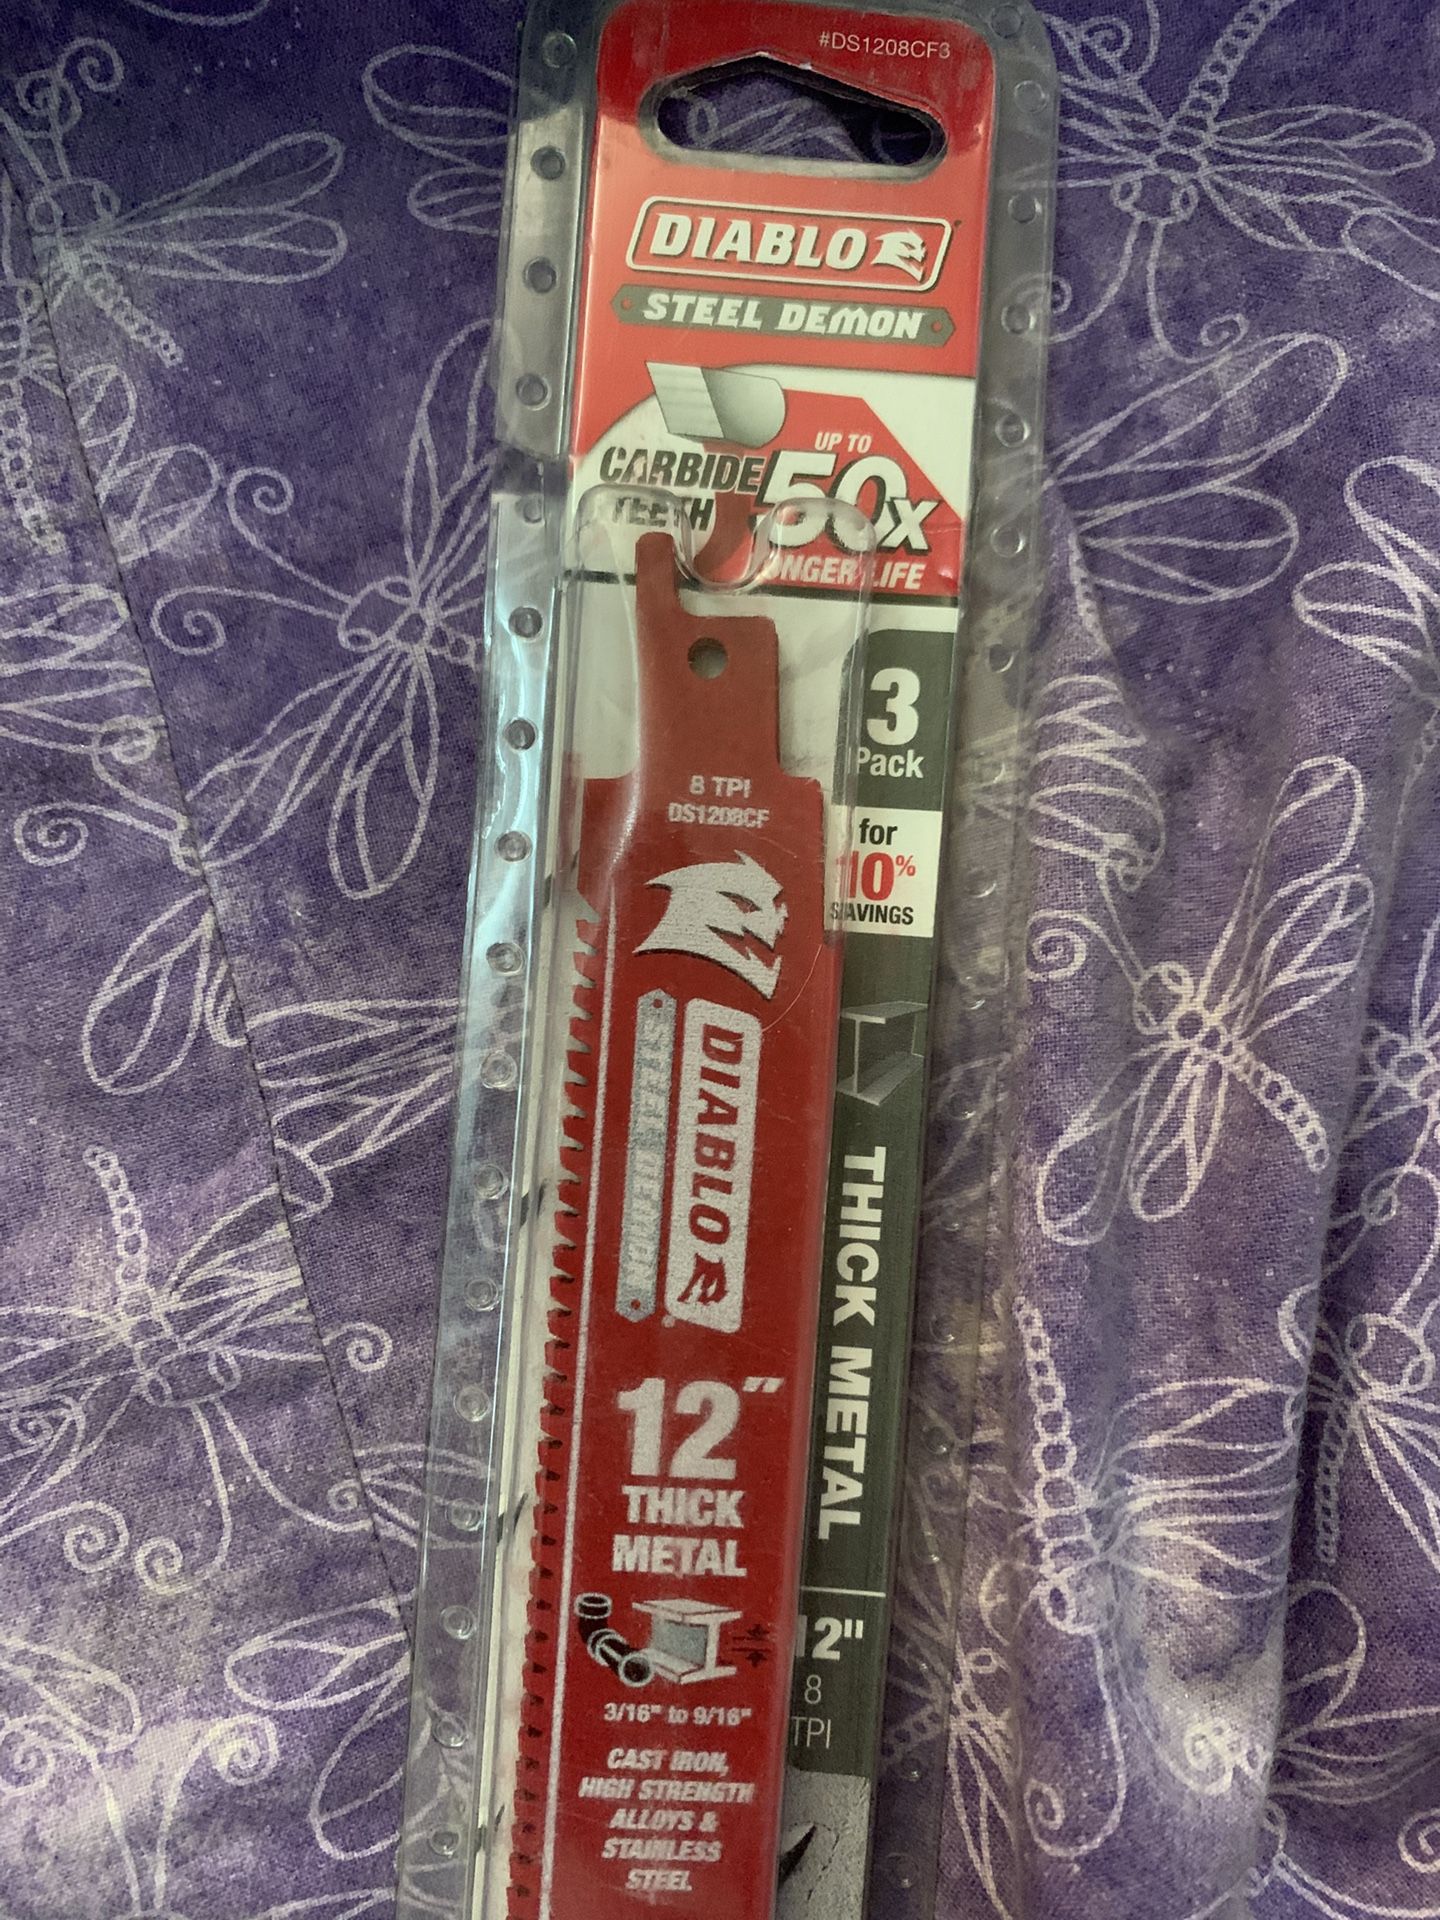 #DS1208CF3
DIABLO
STEEL DEMON
CARBIDE
TEETH
UP TO
50X
LONGER LIFE
3
Pack
for
10%
SAVINGS
8 TPI
DS1208CF
STEEL DEMON
DIABLO
THICK METAL
12"
THICK
METAL
3/16" to 9/16"
CAST IRON,
HIGH STRENGTH
ALLOYS &
STAINLESS
STEEL
12"
8
TPI